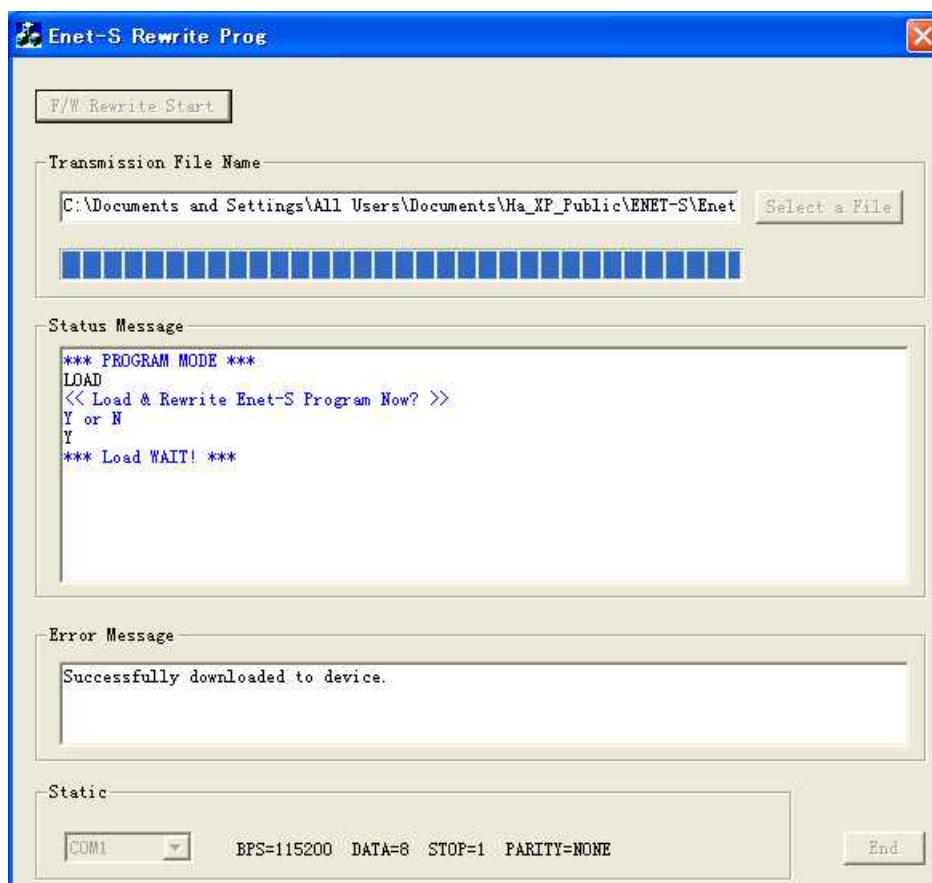 Enet-S Rewrite Prog
F/W Rewrite Start
Transmission File Name
C:\Documents and Settings\All Users\Documents\Ha_XP_Public\ENET-S\Enet
Select a File
Status Message
*** PROGRAM MODE ***
LOAD
<< Load & Rewrite Enet-S Program Now? >>
Y or N
Y
*** Load WAIT! ***
Error Message
Successfully downloaded to device.
Static
COM1 BPS=115200 DATA=8 STOP=1 PARITY=NONE
End